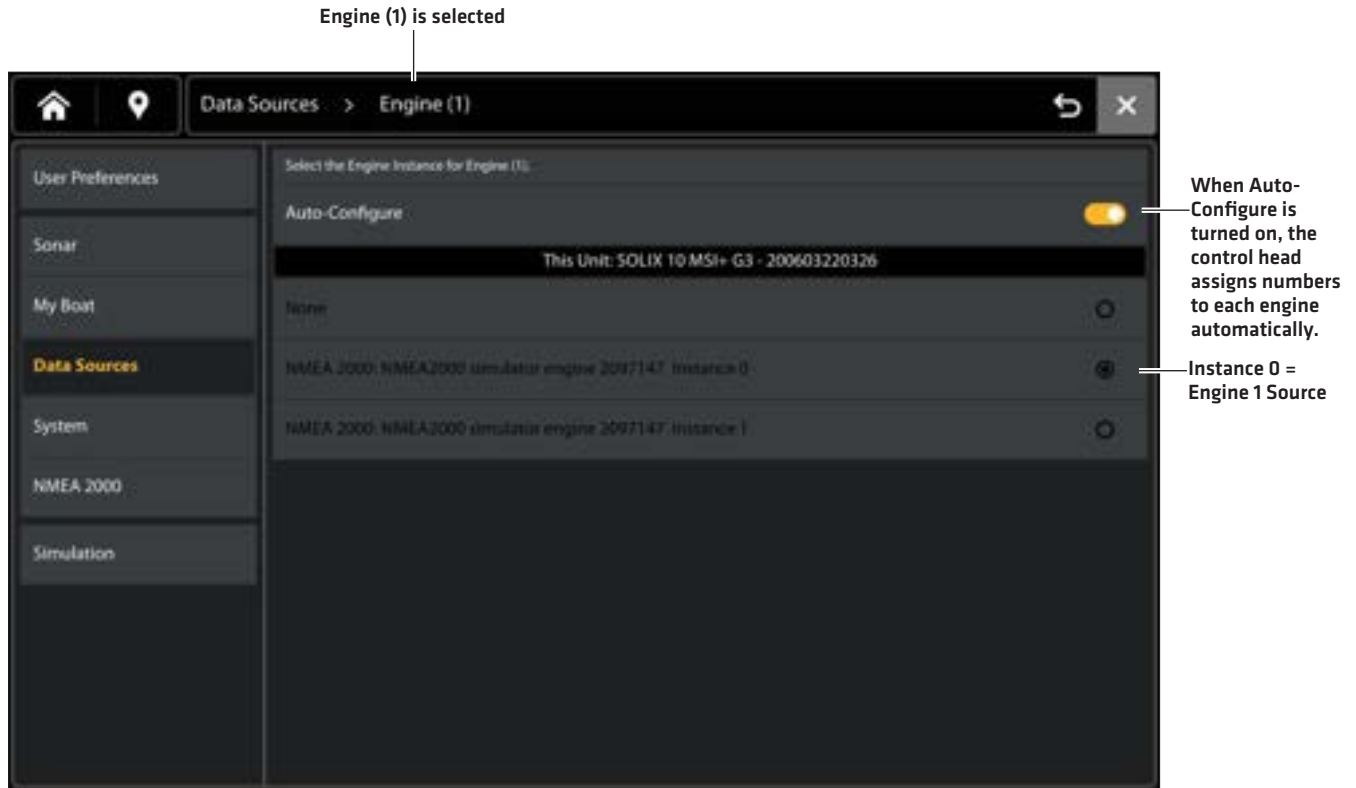 Engine (1) is selected
Data Sources > Engine (1)
User Preferences
Sonar
My Boat
Data Sources
System
NMEA 2000
Simulation
Select the Engine Instance for Engine (1).
Auto-Configure
This Unit: SOLIX 10 MSI+ G3 - 200603220326
None
NMEA 2000: NMEA2000 simulator engine 2097147 Instance 0
NMEA 2000: NMEA2000 simulator engine 2097147 Instance 1
When Auto-
Configure is
turned on, the
control head
assigns numbers
to each engine
automatically.
Instance 0 =
Engine 1 Source